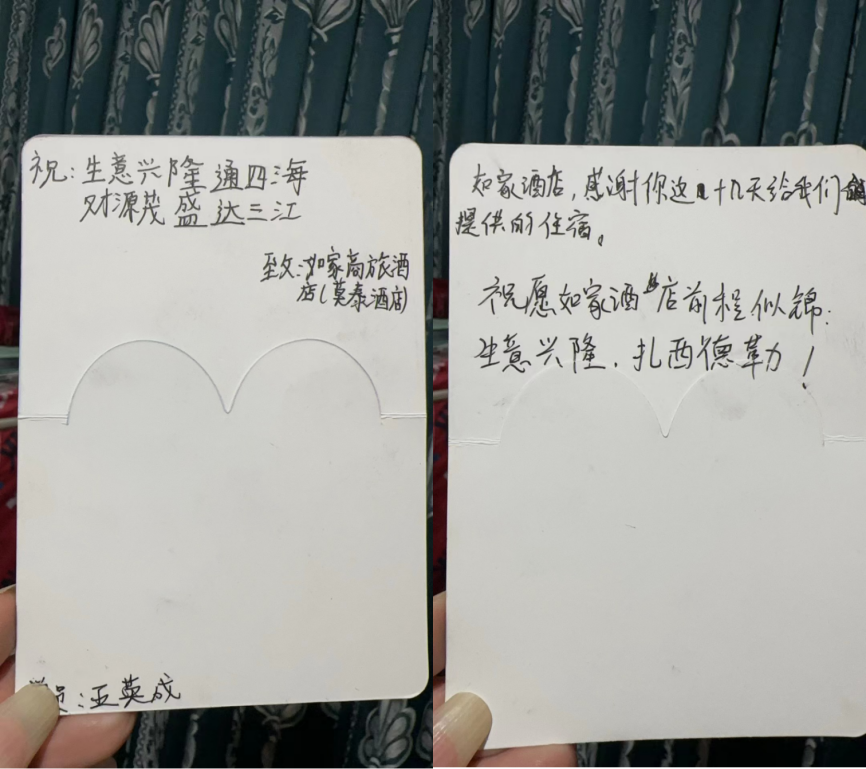 祝:生意兴隆通四海
财源茂盛达三江
至:如家商旅酒
店(莫泰酒店)
员:王英成
如家酒店,感谢你这十几天给我们
提供的住宿。
祝愿如家酒店前程似锦.
生意兴隆.扎西德勒!